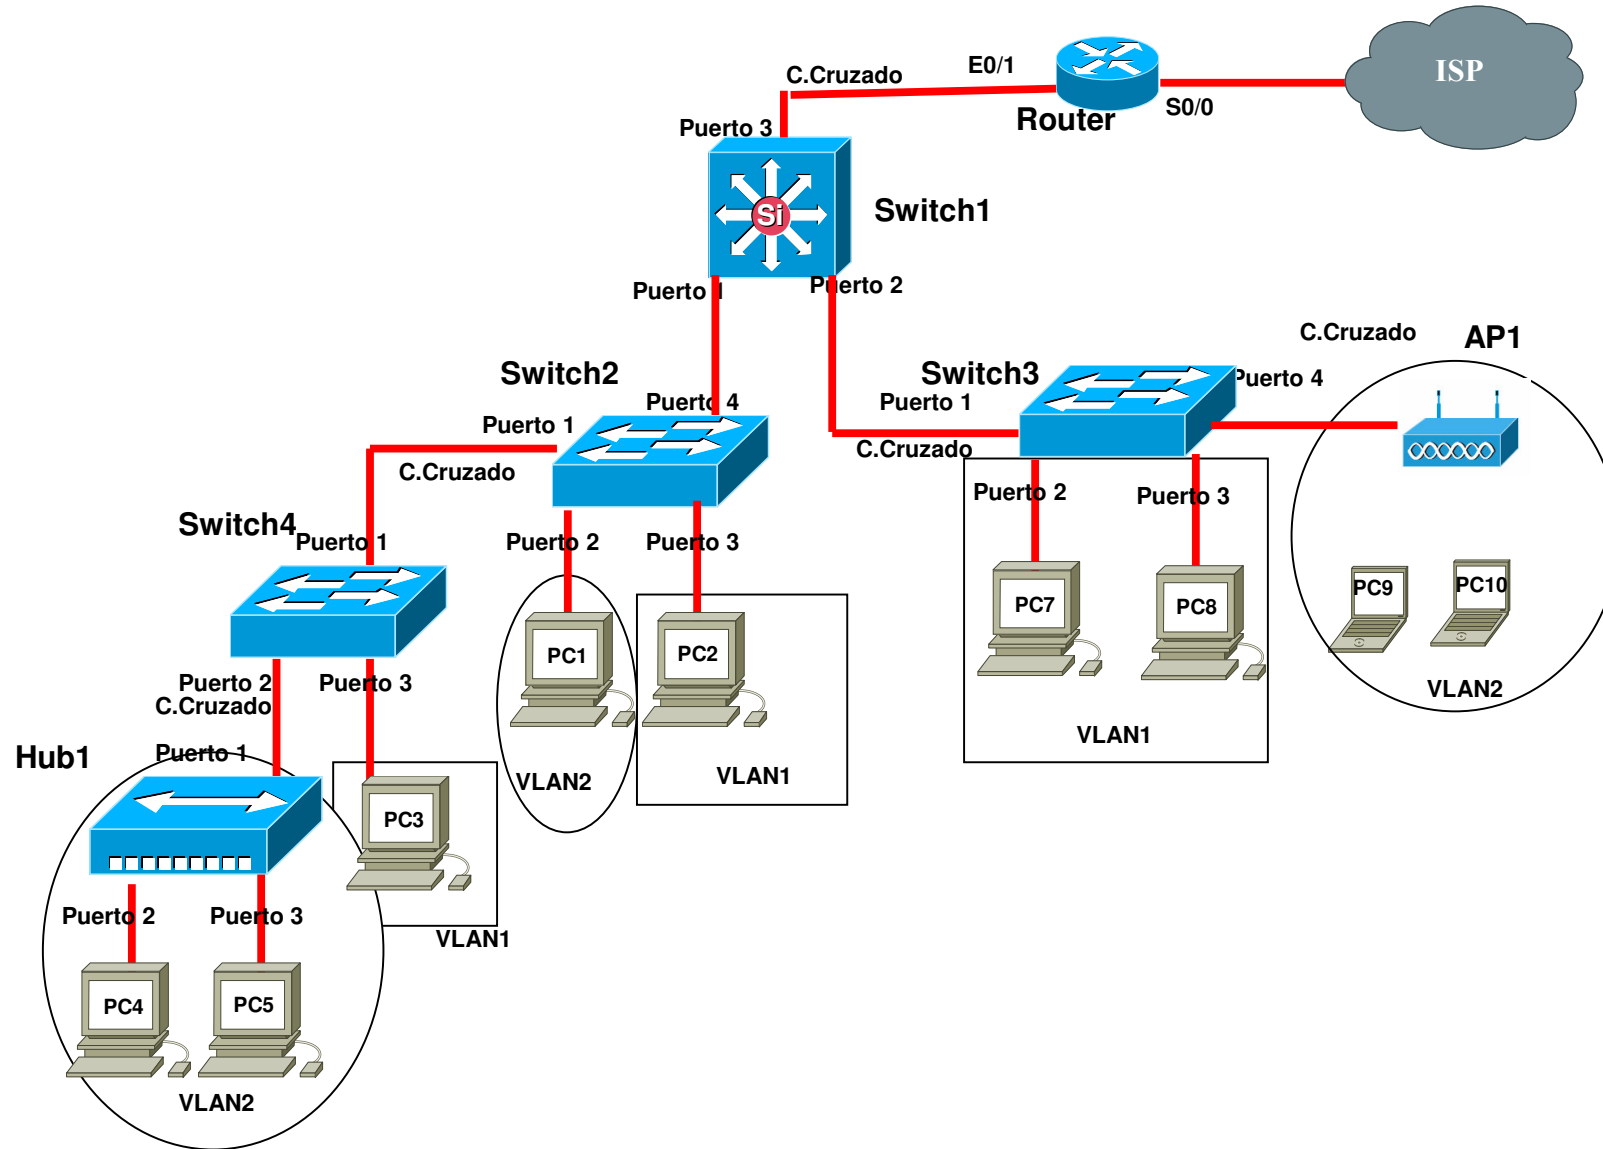 ISP
E0/1
C.Cruzado
S0/0
Router
Puerto 3
Si
Switch1
Puerto 1
Puerto 2
C.Cruzado
AP1
Switch2
Switch3
Puerto 4
Puerto 4
Puerto 1
Puerto 1
C.Cruzado
C.Cruzado
Puerto 2
Puerto 3
Switch4
Puerto 1
Puerto 2
Puerto 3
PC9
PC10
PC7
PC8
PC1
PC2
Puerto 2
Puerto 3
C.Cruzado
VLAN2
VLAN1
Puerto 1
Hub1
VLAN2
VLAN1
PC3
Puerto 2
Puerto 3
VLAN1
PC4
PC5
VLAN2